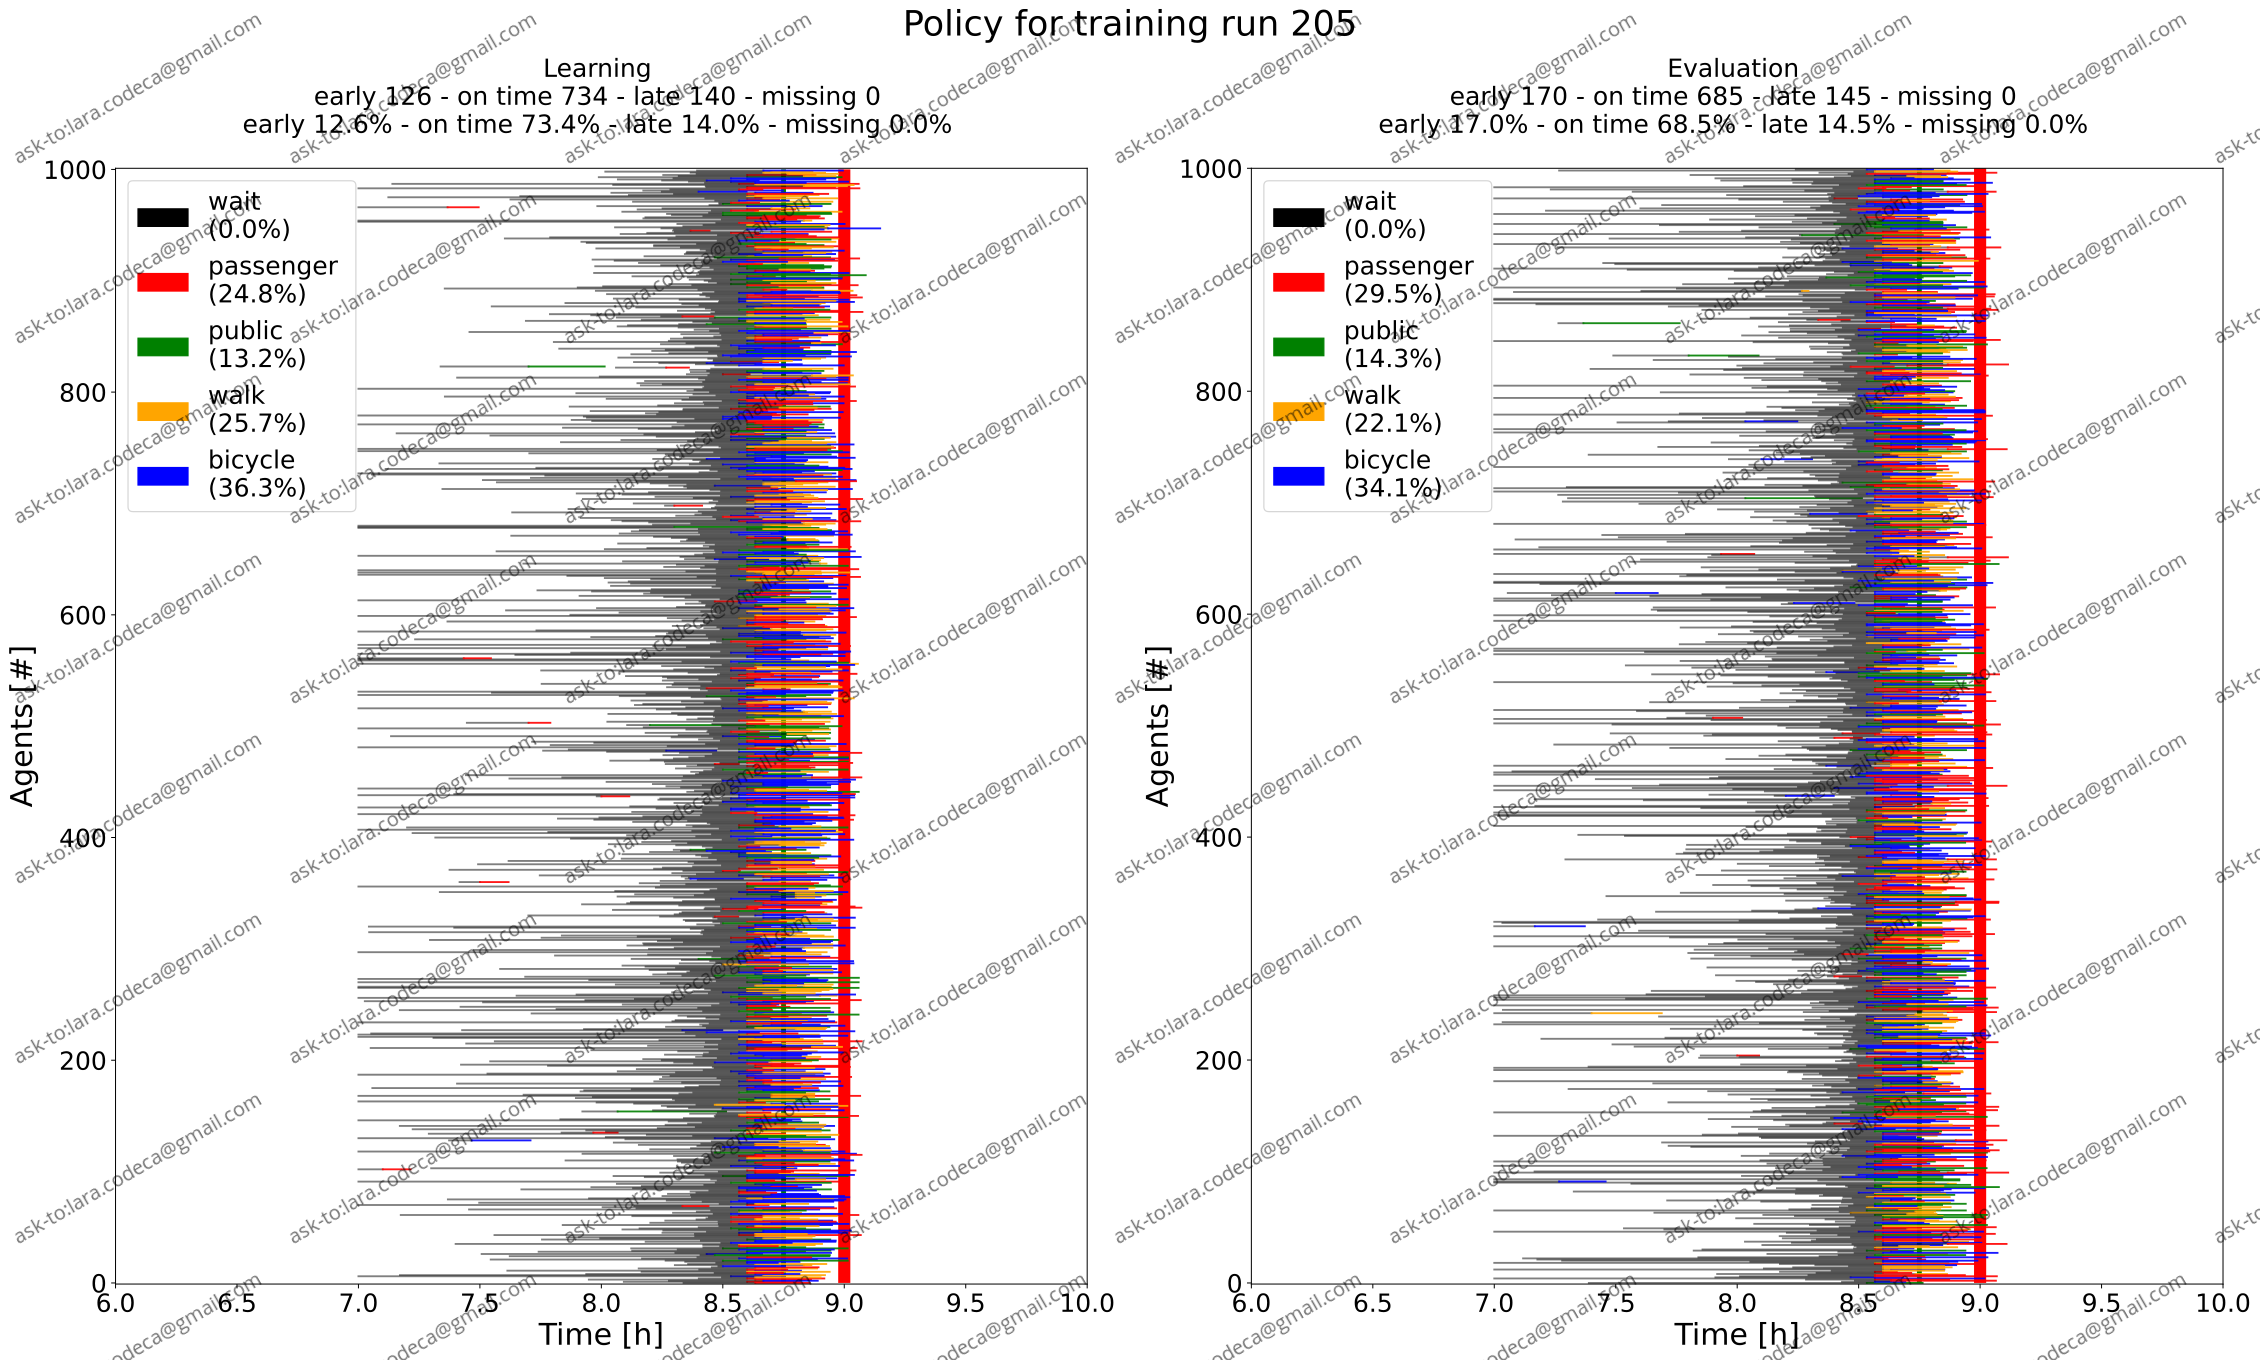 Policy for training run 205
Learning
early 126 - on time 734 - late 140 - missing 0
early 12.6% - on time 73.4% - late 14.0% - missing 0.0%
1000
800
600
400
200
0
Agents [#]
wait
(0.0%)
passenger
(24.8%)
public
(13.2%)
walk
(25.7%)
bicycle
(36.3%)
6.0 6.5 7.0 7.5 8.0 8.5 9.0 9.5 10.0
Time [h]
Evaluation
early 170 - on time 685 - late 145 - missing 0
early 17.0% - on time 68.5% - late 14.5% - missing 0.0%
1000
800
600
400
200
0
Agents [#]
wait
(0.0%)
passenger
(29.5%)
public
(14.3%)
walk
(22.1%)
bicycle
(34.1%)
6.0 6.5 7.0 7.5 8.0 8.5 9.0 9.5 10.0
Time [h]
ask-to:lara.codeca@gmail.com